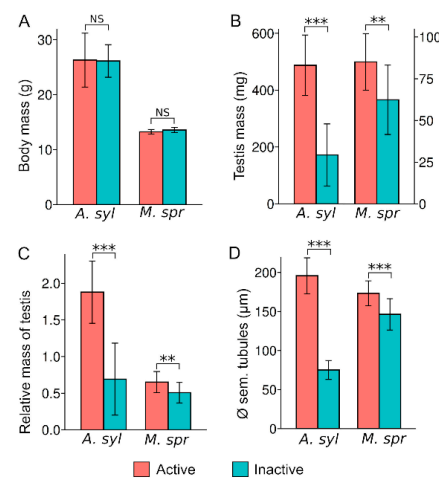 A
NS
NS
30
20
10
0
Body mass (g)
A. syl
M. spr
B
***
**
600
400
200
0
100
75
50
25
0
Testis mass (mg)
A. syl
M. spr
C
***
**
2.0
1.5
1.0
0.5
0.0
Relative mass of testis
A. syl
M. spr
D
***
***
200
150
100
50
0
Ø sem. tubules (µm)
A. syl
M. spr
Active
Inactive